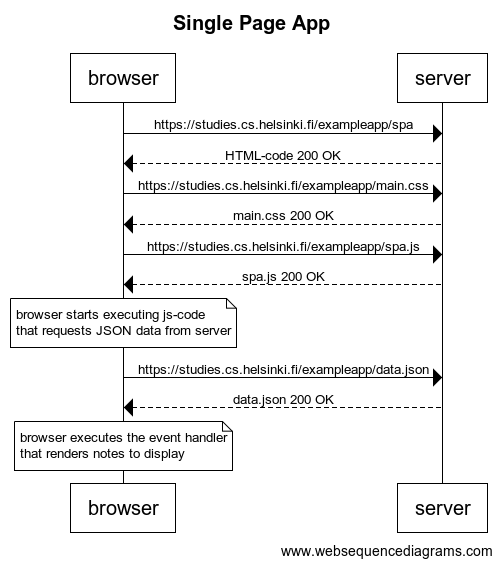 Single Page App
browser
server
https://studies.cs.helsinki.fi/exampleapp/spa
HTML-code 200 OK
https://studies.cs.helsinki.fi/exampleapp/main.css
main.css 200 OK
https://studies.cs.helsinki.fi/exampleapp/spa.js
spa.js 200 OK
browser starts executing js-code
that requests JSON data from server
https://studies.cs.helsinki.fi/exampleapp/data.json
data.json 200 OK
browser executes the event handler
that renders notes to display
browser
server
www.websequencediagrams.com